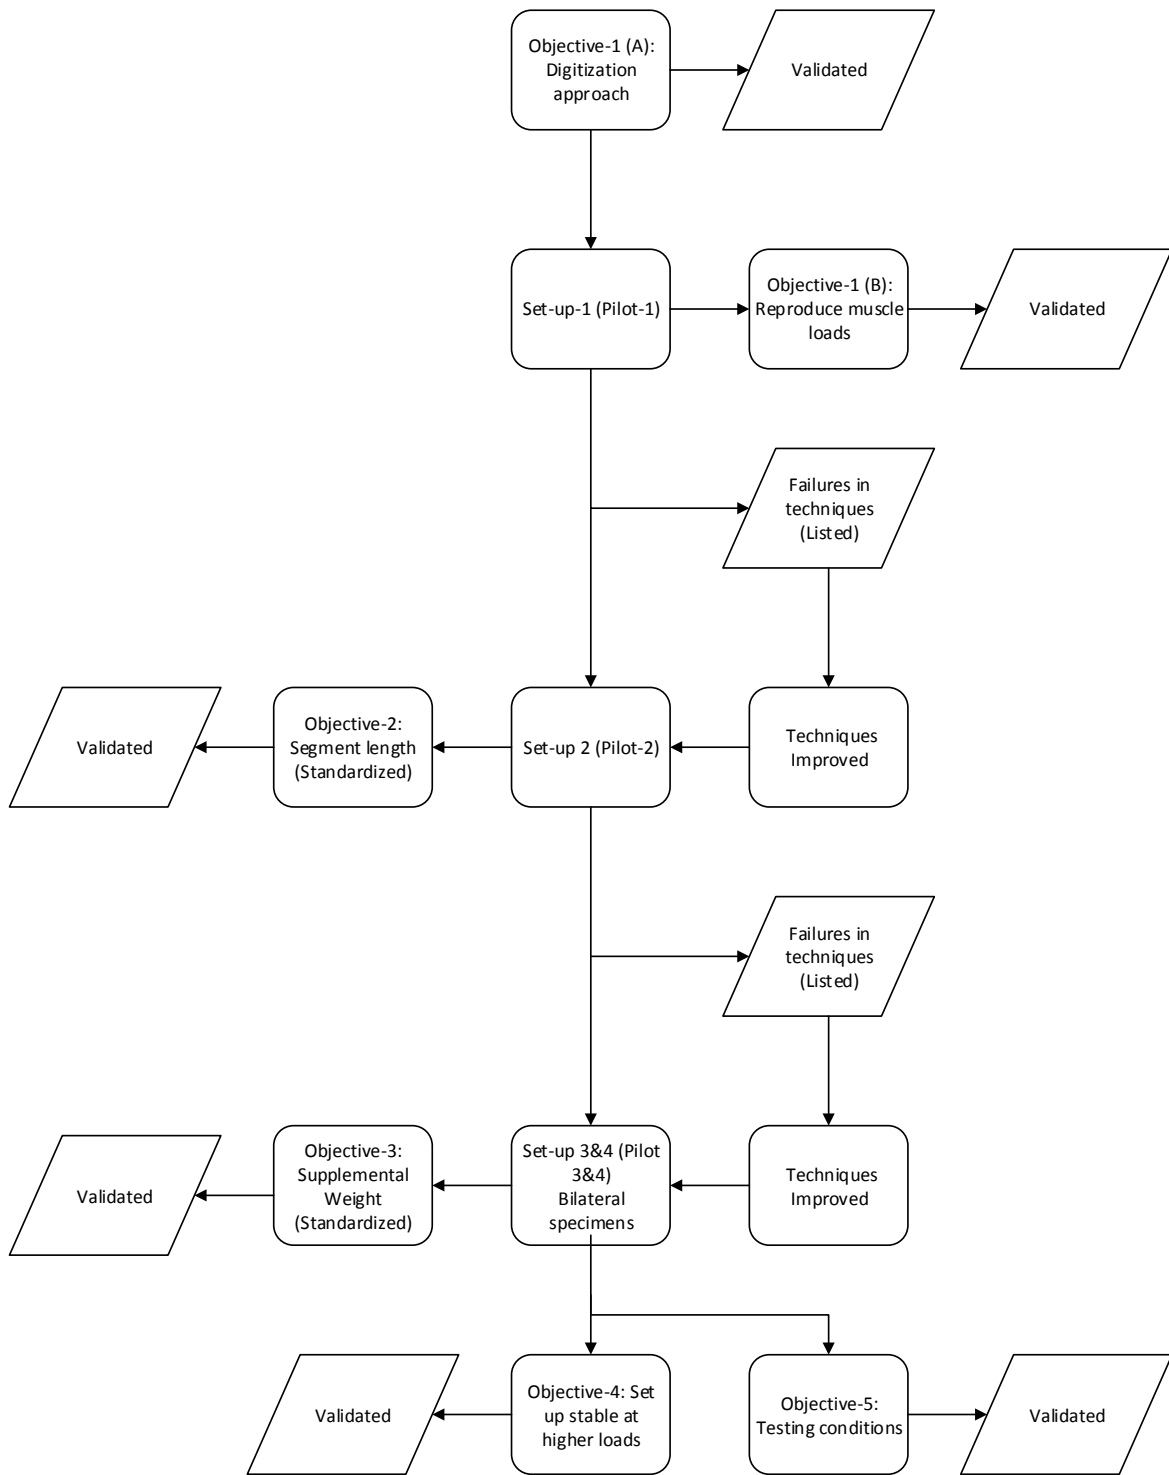 Objective-1 (A):
Digitization
approach
Validated
Set-up-1 (Pilot-1)
Objective-1 (B):
Reproduce muscle
loads
Validated
Failures in
techniques
(Listed)
Validated
Objective-2:
Segment length
(Standardized)
Set-up 2 (Pilot-2)
Techniques
Improved
Failures in
techniques
(Listed)
Validated
Objective-3:
Supplemental
Weight
(Standardized)
Set-up 3&4 (Pilot
3&4)
Bilateral
specimens
Techniques
Improved
Validated
Objective-4: Set
up stable at
higher loads
Objective-5:
Testing conditions
Validated